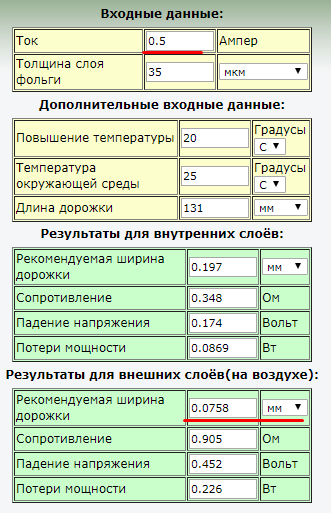 Входные данные:
Ток 0.5 Ампер
Толщина слоя
фольги 35 мкм
Дополнительные входные данные:
Повышение температуры 20 Градусы
C
Температура
окружающей среды 25 Градусы
C
Длина дорожки 131 мм
Результаты для внутренних слоёв:
Рекомендуемая ширина
дорожки 0.197 мм
Сопротивление 0.348 Ом
Падение напряжения 0.174 Вольт
Потери мощности 0.0869 Вт
Результаты для внешних слоёв(на воздухе):
Рекомендуемая ширина
дорожки 0.0758 мм
Сопротивление 0.905 Ом
Падение напряжения 0.452 Вольт
Потери мощности 0.226 Вт